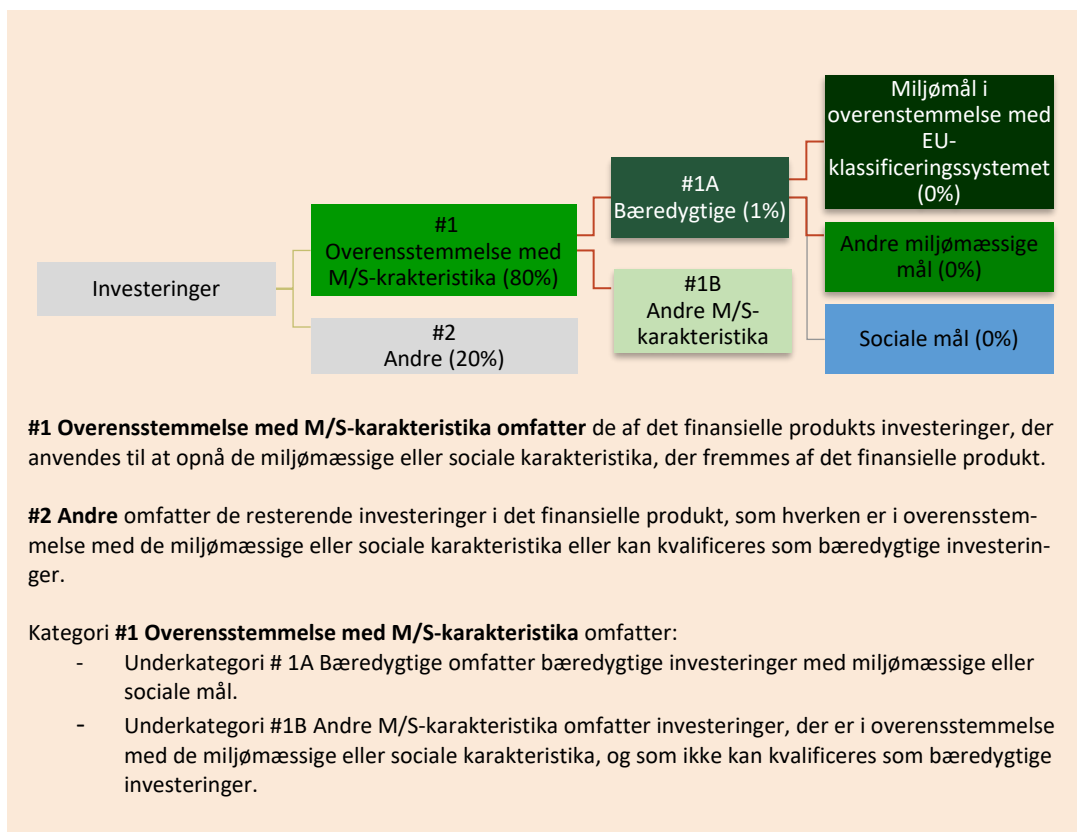 Investeringer
#1
Overensstemmelse med
M/S-krakteristika (80%)
#2
Andre (20%)
#1A
Bæredygtige (1%)
#1B
Andre M/S-
karakteristika
Miljømål i
overenstemmelse med
EU-
klassificeringssystemet
(0%)
Andre miljømæssige
mål (0%)
Sociale mål (0%)
#1 Overensstemmelse med M/S-karakteristika omfatter de af det finansielle produkts investeringer, der
anvendes til at opnå de miljømæssige eller sociale karakteristika, der fremmes af det finansielle produkt.
#2 Andre omfatter de resterende investeringer i det finansielle produkt, som hverken er i overensstem-
melse med de miljømæssige eller sociale karakteristika eller kan kvalificeres som bæredygtige investerin-
ger.
Kategori #1 Overensstemmelse med M/S-karakteristika omfatter:
- Underkategori # 1A Bæredygtige omfatter bæredygtige investeringer med miljømæssige eller
sociale mål.
- Underkategori #1B Andre M/S-karakteristika omfatter investeringer, der er i overensstemmelse
med de miljømæssige eller sociale karakteristika, og som ikke kan kvalificeres som bæredygtige
investeringer.